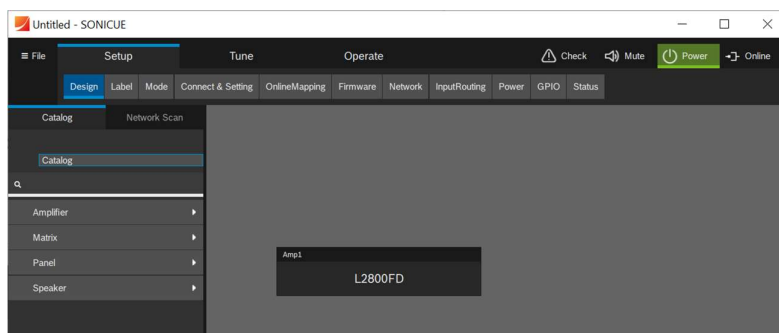 Untitled - SONICUE
File Setup Tune Operate Check Mute Power Online
Design Label Mode Connect & Setting OnlineMapping Firmware Network InputRouting Power GPIO Status
Catalog Network Scan
Catalog
Amplifier
Matrix
Panel
Speaker
Amp1
L2800FD